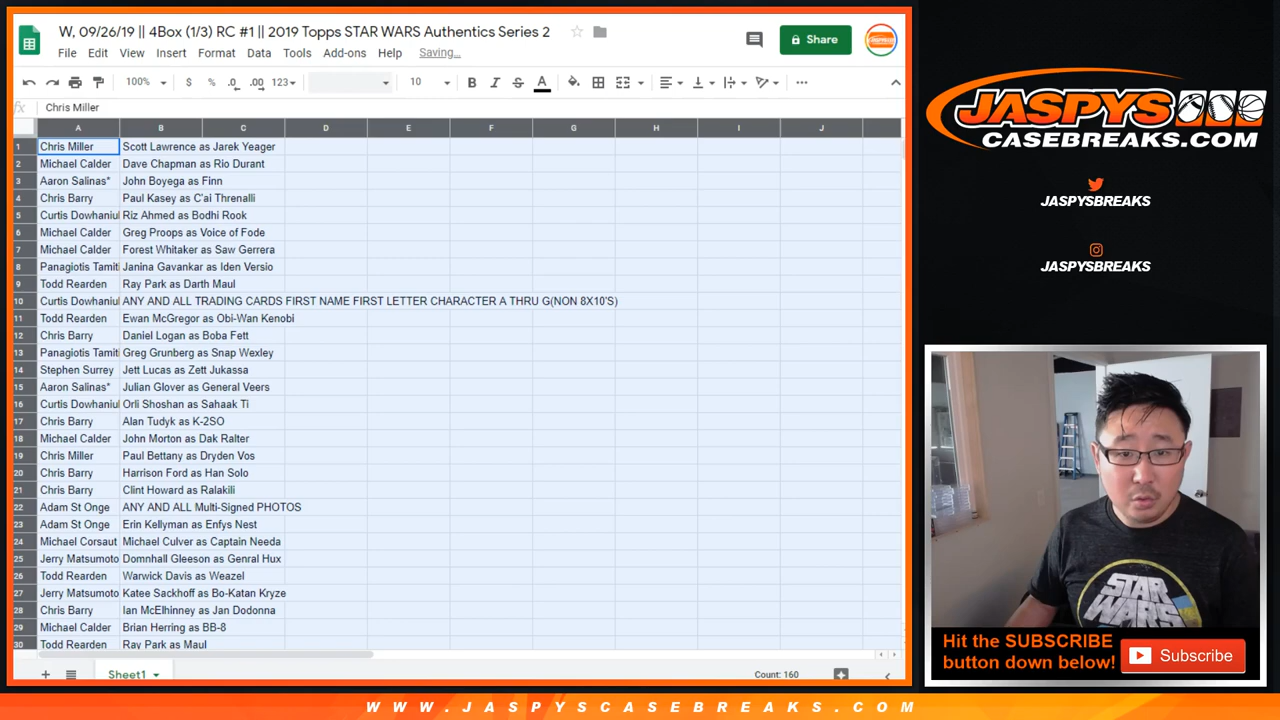 W, 09/26/19 || 4Box (1/3) RC #1 || 2019 Topps STAR WARS Authentics Series 2
File Edit View Insert Format Data Tools Add-ons Help Saving...
Share
100% $ % .0 .00 123 10 B I S A
fx Chris Miller
A B C D E F G H I J
1 Chris Miller Scott Lawrence as Jarek Yeager
2 Michael Calder Dave Chapman as Rio Durant
3 Aaron Salinas* John Boyega as Finn
4 Chris Barry Paul Kasey as C'ai Threnalli
5 Curtis Dowhaniul Riz Ahmed as Bodhi Rook
6 Michael Calder Greg Proops as Voice of Fode
7 Michael Calder Forest Whitaker as Saw Gerrera
8 Panagiotis Tamiti Janina Gavankar as Iden Versio
9 Todd Rearden Ray Park as Darth Maul
10 Curtis Dowhaniul ANY AND ALL TRADING CARDS FIRST NAME FIRST LETTER CHARACTER A THRU G(NON 8X10'S)
11 Todd Rearden Ewan McGregor as Obi-Wan Kenobi
12 Chris Barry Daniel Logan as Boba Fett
13 Panagiotis Tamiti Greg Grunberg as Snap Wexley
14 Stephen Surrey Jett Lucas as Zett Jukassa
15 Aaron Salinas* Julian Glover as General Veers
16 Curtis Dowhaniul Orli Shoshan as Sahaak Ti
17 Chris Barry Alan Tudyk as K-2SO
18 Michael Calder John Morton as Dak Ralter
19 Chris Miller Paul Bettany as Dryden Vos
20 Chris Barry Harrison Ford as Han Solo
21 Chris Barry Clint Howard as Ralakili
22 Adam St Onge ANY AND ALL Multi-Signed PHOTOS
23 Adam St Onge Erin Kellyman as Enfys Nest
24 Michael Corsaut Michael Culver as Captain Needa
25 Jerry Matsumoto Domnhall Gleeson as Genral Hux
26 Todd Rearden Warwick Davis as Weazel
27 Jerry Matsumoto Katee Sackhoff as Bo-Katan Kryze
28 Chris Barry Ian McElhinney as Jan Dodonna
29 Michael Calder Brian Herring as BB-8
30 Todd Rearden Ray Park as Maul
Sheet1
Count: 160
JASPYS
CASEBREAKS.COM
JASPYSBREAKS
JASPYSBREAKS
STAR WARS
Hit the SUBSCRIBE
button down below!
Subscribe
WWW.JASPYSCASEBREAKS.COM